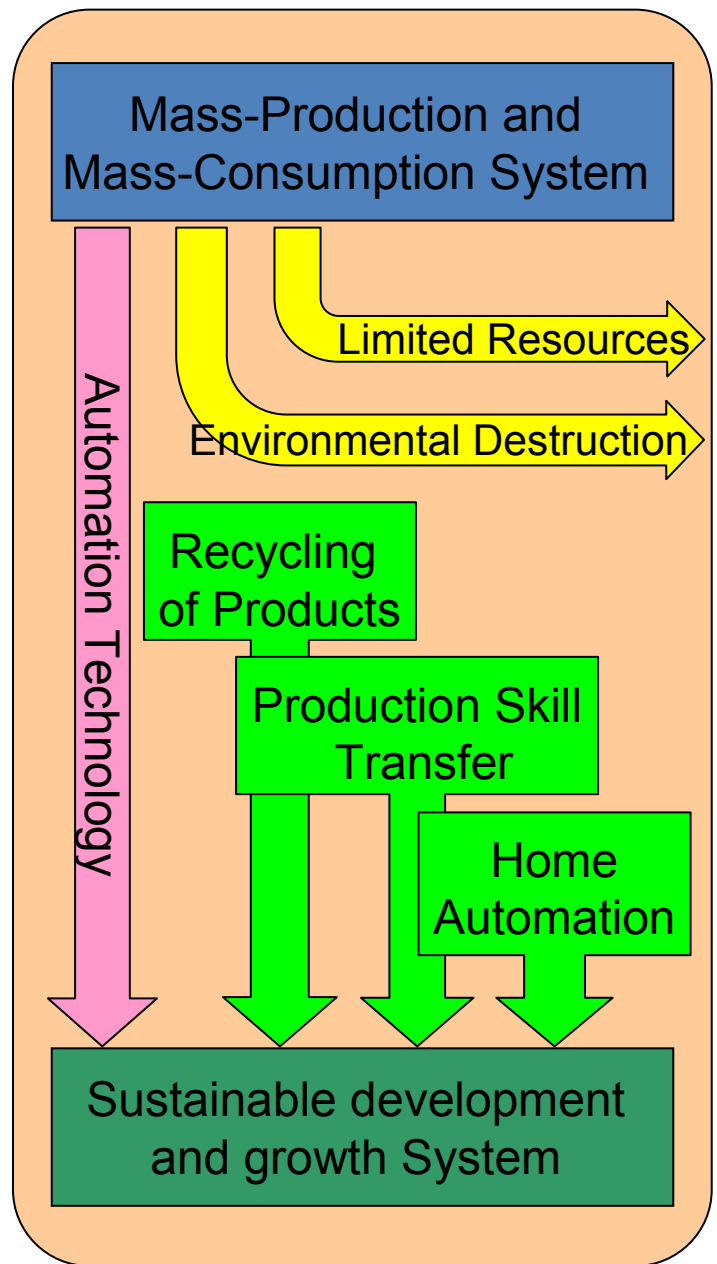 Mass-Production and
Mass-Consumption System
Limited Resources
Environmental Destruction
Automation Technology
Recycling
of Products
Production Skill
Transfer
Home
Automation
Sustainable development
and growth System